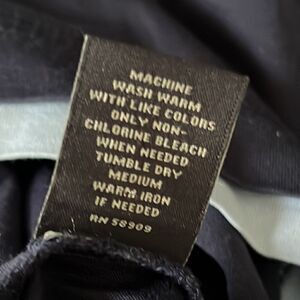 MACHINE
WASH WARM
WITH LIKE COLORS
ONLY NON-
CHLORINE BLEACH
WHEN NEEDED
TUMBLE DRY
MEDIUM
WARM IRON
IF NEEDED
RN 58909